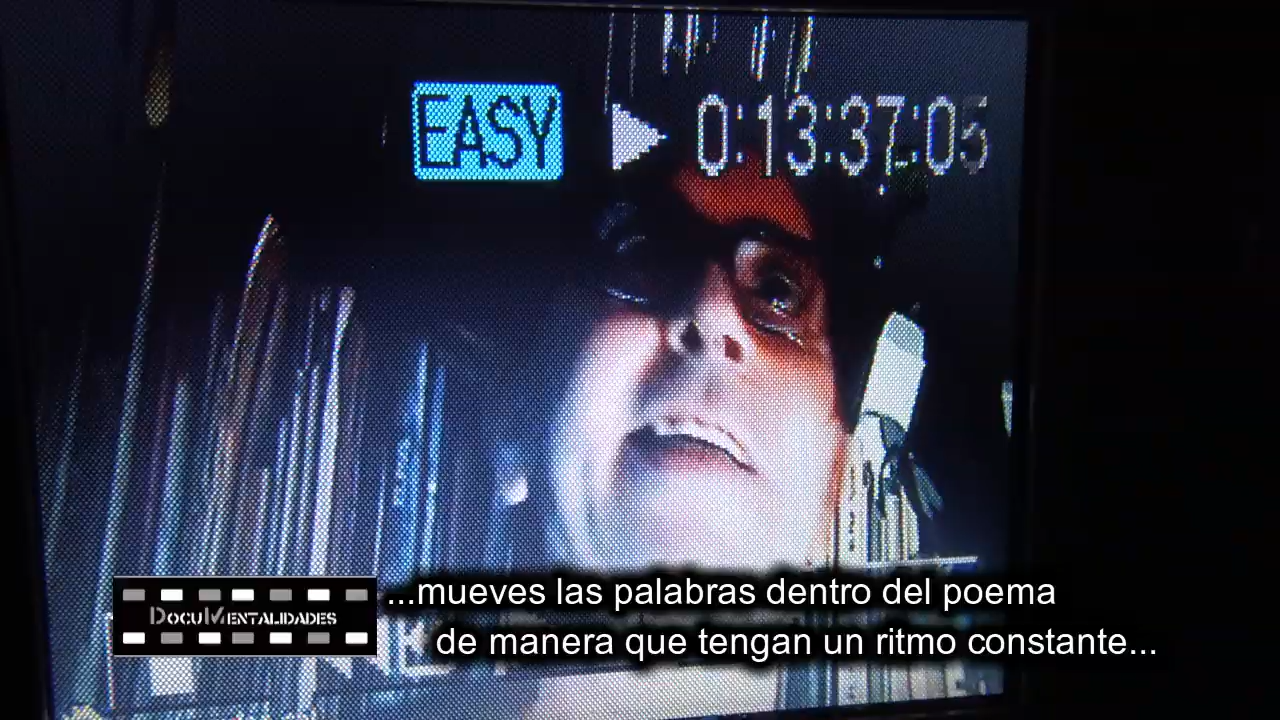 EASY 0:13:37:05
DOCUMENTALIDADES
...mueves las palabras dentro del poema
de manera que tengan un ritmo constante...